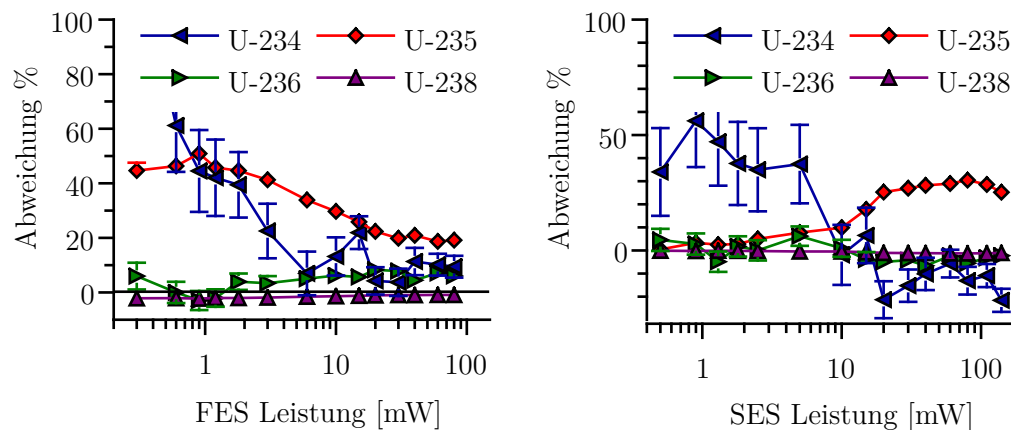 100
80
60
40
20
0
Abweichung %
U-234
U-235
U-236
U-238
1
10
100
FES Leistung [mW]
100
50
0
Abweichung %
U-234
U-235
U-236
U-238
1
10
100
SES Leistung [mW]